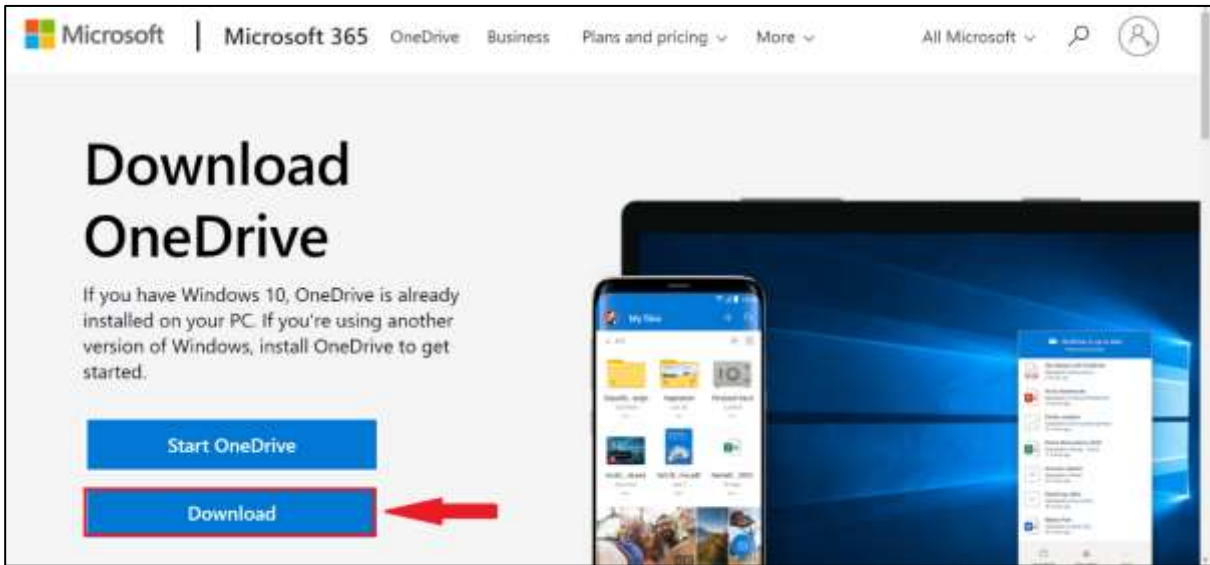 Microsoft | Microsoft 365 OneDrive Business Plans and pricing More All Microsoft
Download
OneDrive
If you have Windows 10, OneDrive is already
installed on your PC. If you're using another
version of Windows, install OneDrive to get
started.
Start OneDrive
Download
My files